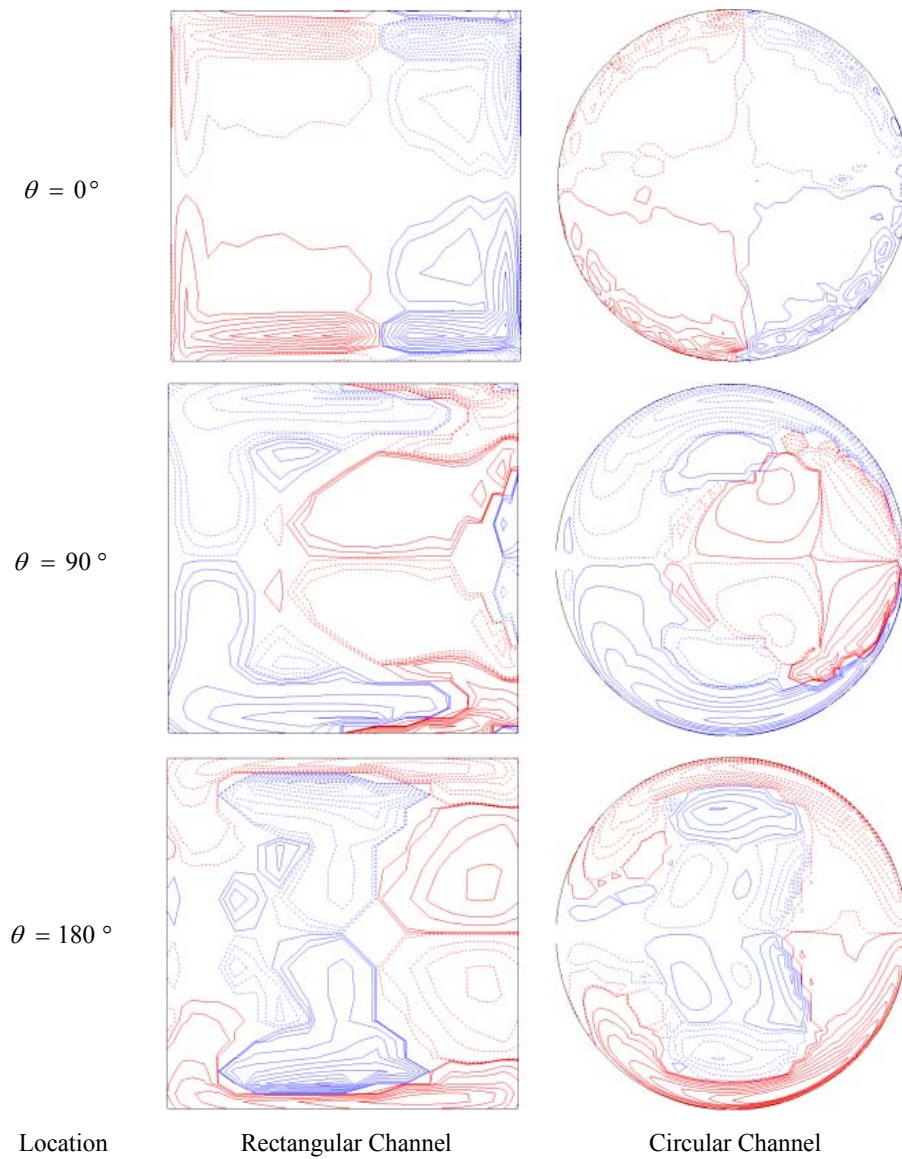 θ = 0°
θ = 90°
θ = 180°
Location Rectangular Channel Circular Channel